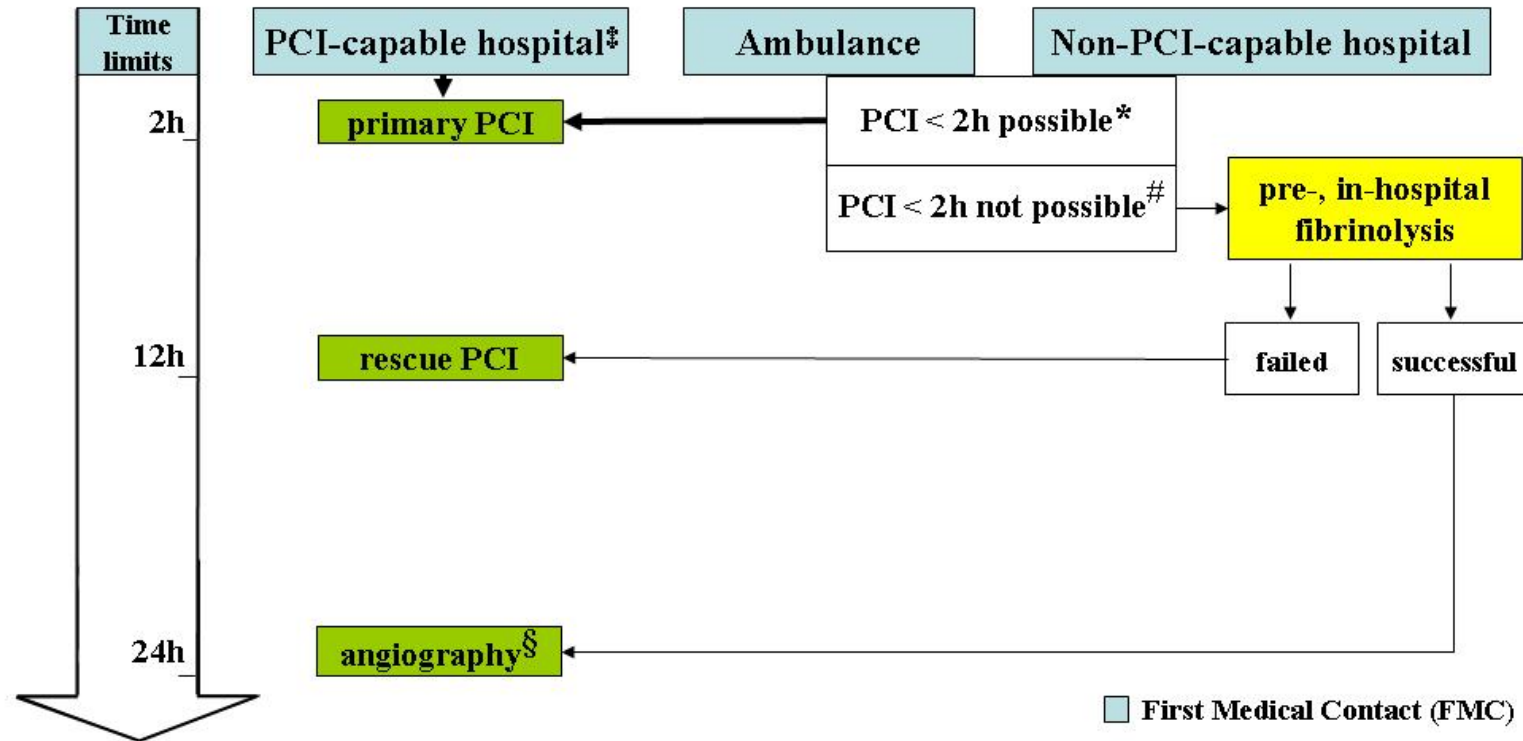 Time
limits
PCI-capable hospital‡
Ambulance
Non-PCI-capable hospital
2h
primary PCI
PCI < 2h possible*
PCI < 2h not possible#
pre-, in-hospital
fibrinolysis
12h
rescue PCI
failed
successful
24h
angiography§
First Medical Contact (FMC)